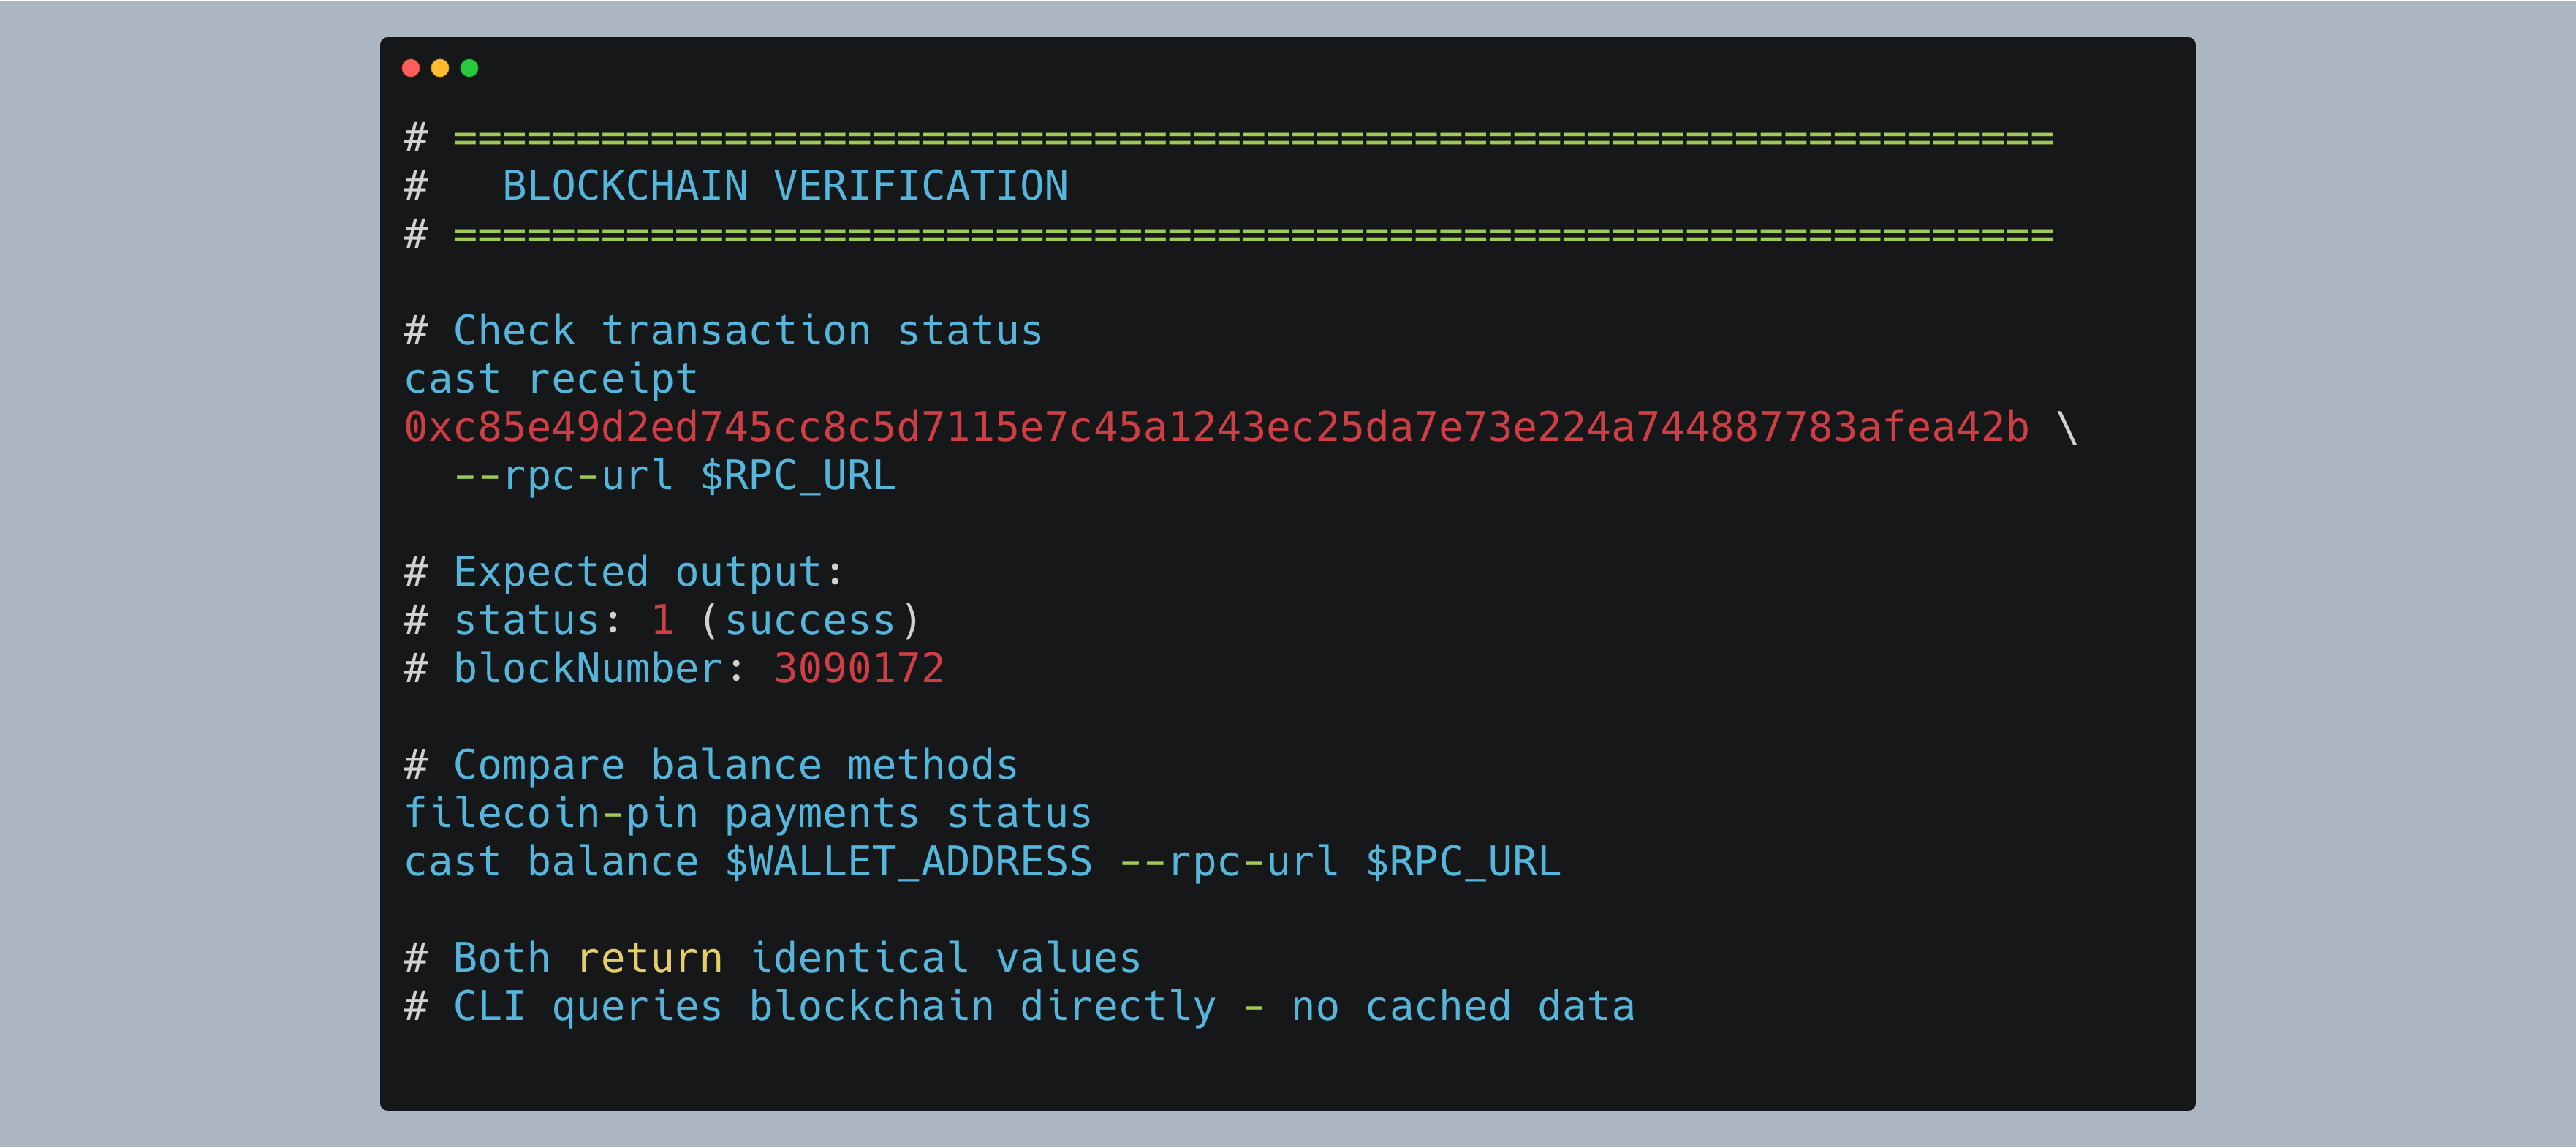 # =================================================================
#   BLOCKCHAIN VERIFICATION
# =================================================================
# Check transaction status
cast receipt
0xc85e49d2ed745cc8c5d7115e7c45a1243ec25da7e73e224a744887783afea42b \
  --rpc-url $RPC_URL
# Expected output:
# status: 1 (success)
# blockNumber: 3090172
# Compare balance methods
filecoin-pin payments status
cast balance $WALLET_ADDRESS --rpc-url $RPC_URL
# Both return identical values
# CLI queries blockchain directly - no cached data